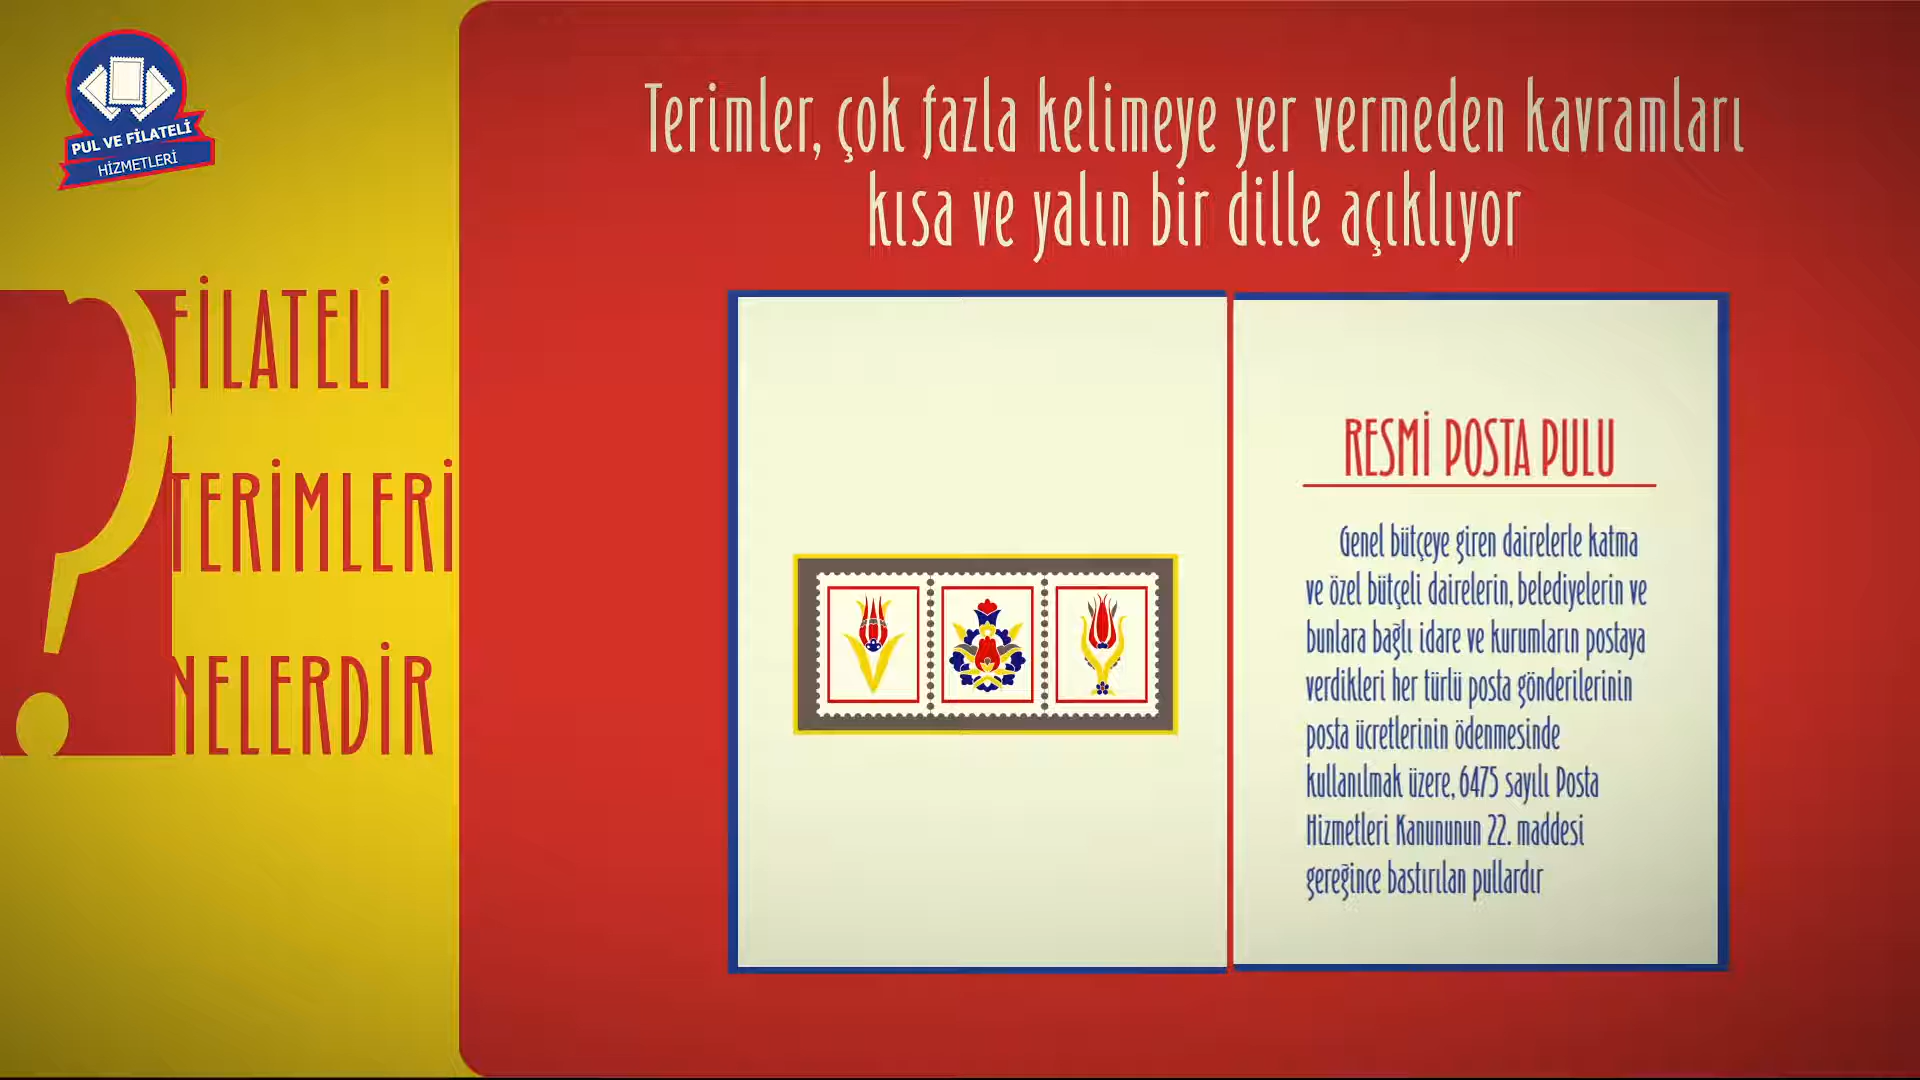 PUL VE FİLATELİ
HİZMETLERİ
FİLATELİ
TERİMLERİ
NELERDİR
?
Terimler, çok fazla kelimeye yer vermeden kavramları
kısa ve yalın bir dille açıklıyor
RESMİ POSTA PULU
Genel bütçeye giren dairelerle katma
ve özel bütçeli dairelerin, belediyelerin ve
bunlara bağlı idare ve kurumların postaya
verdikleri her türlü posta gönderilerinin
posta ücretlerinin ödenmesinde
kullanılmak üzere, 6475 sayılı Posta
Hizmetleri Kanununun 22. maddesi
gereğince bastırılan pullardır